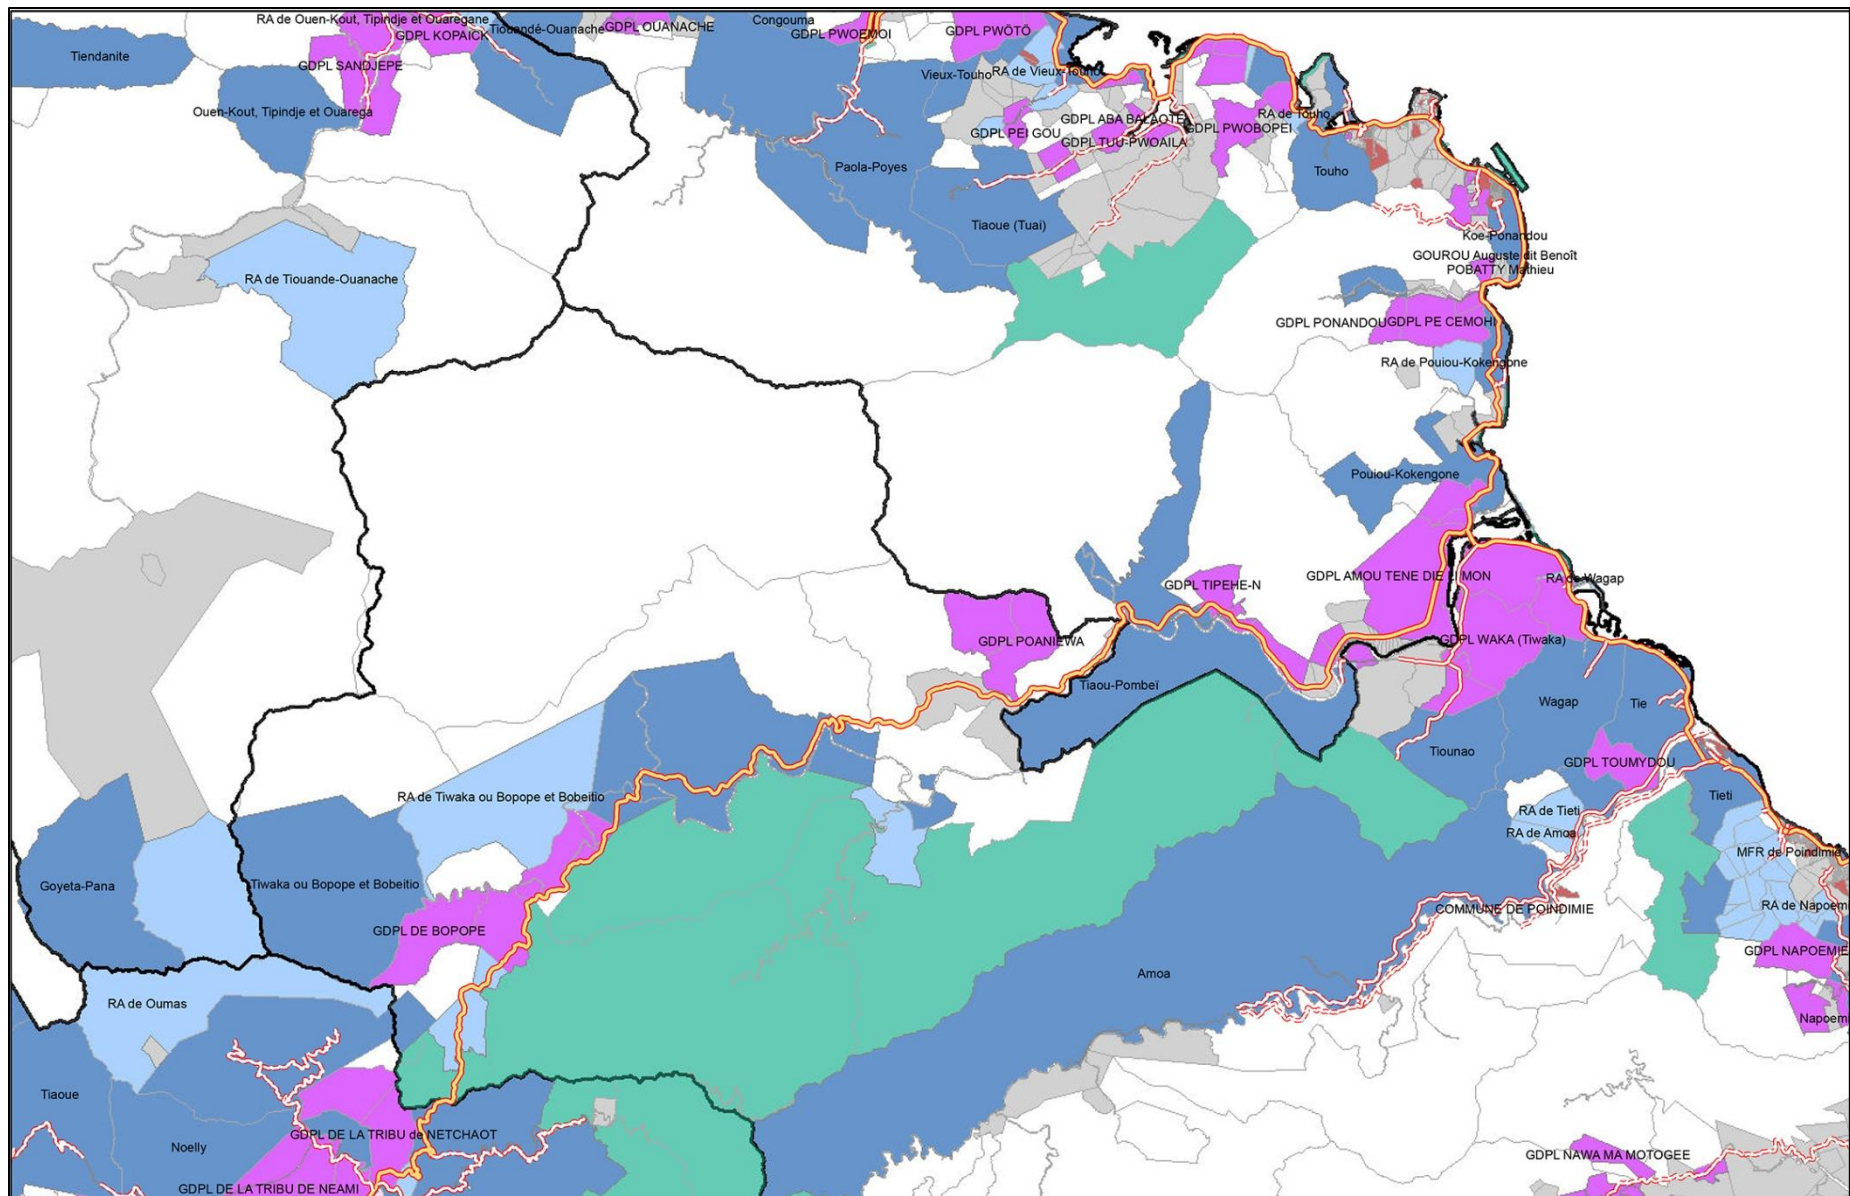 RA de Ouen-Kout, Tipindje et Ouaregane
Congouma
Tiendanite
GDPL KOPAICK
Tiouandé-Ouanache
GDPL OUANACHE
GDPL PWOEMOI
GDPL PWÖTÖ
GDPL SANDJEPE
Vieux-Touho
RA de Vieux-Touho
Ouen-Kout, Tipindje et Ouarega
GDPL ABA BALAOTE
RA de Touho
GDPL PEI GOU
GDPL PWOBOPEI
GDPL TUU-PWOAILA
Paola-Poyes
Touho
Tiaoue (Tuai)
Koe-Ponandou
GOUROU Auguste dit Benoît
POBATTY Mathieu
RA de Tiouande-Ouanache
GDPL PONANDOU
GDPL PE CEMOHI
RA de Pouiou-Kokengone
Pouiou-Kokengone
GDPL TIPEHE-N
GDPL AMOU TENE DIE LIMON
RA de Wagap
GDPL POANIEWA
GDPL WAKA (Tiwaka)
Tiaou-Pombeï
Wagap
Tie
Tiounao
GDPL TOUMYDOU
RA de Tiwaka ou Bopope et Bobeitio
Tieti
RA de Tieti
RA de Amoa
MFR de Poindimie
Goyeta-Pana
Tiwaka ou Bopope et Bobeitio
COMMUNE DE POINDIMIE
RA de Napoemi
GDPL DE BOPOPE
GDPL NAPOEMIE
Amoa
RA de Oumas
Napoemi
Tiaoue
GDPL DE LA TRIBU de NETCHAOT
Noelly
GDPL NAWA MA MOTOGEE
GDPL DE LA TRIBU DE NEAMI